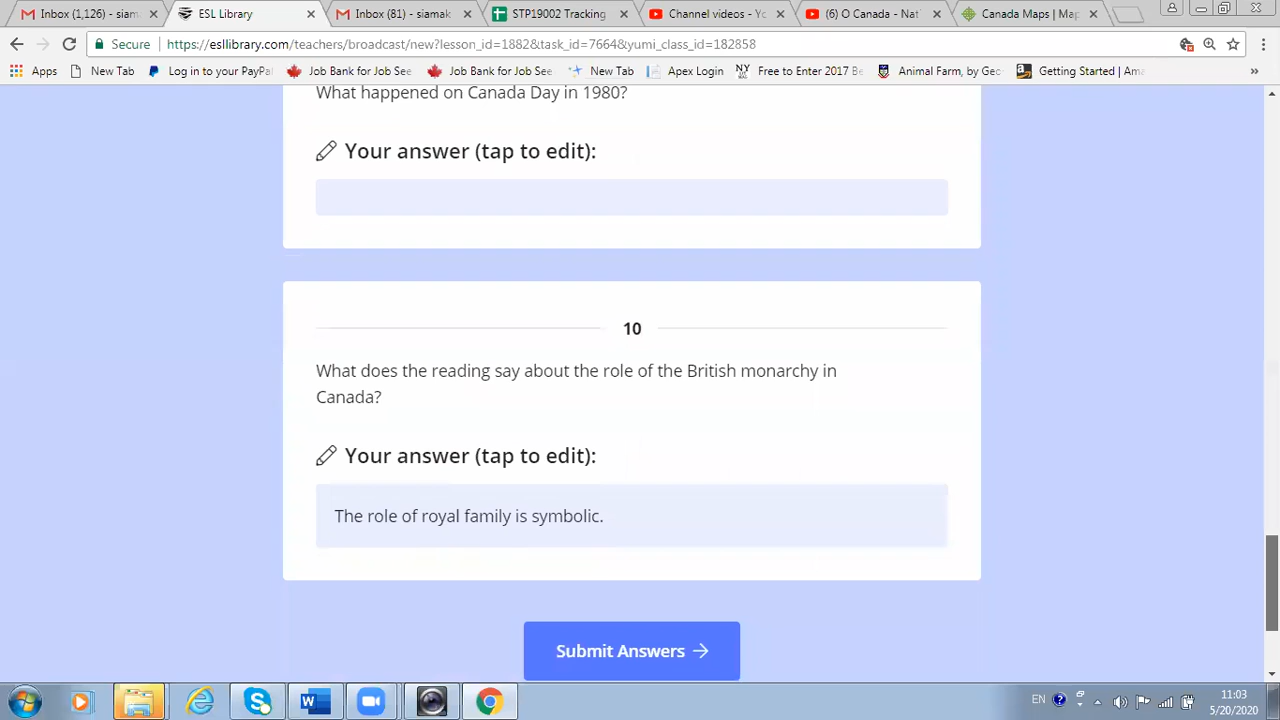 Inbox (1,126) - siam
ESL Library
Inbox (81) - siamak
STP19002 Tracking
Channel videos - Yo
(6) O Canada - Nat
Canada Maps | Map
Secure
https://esllibrary.com/teachers/broadcast/new?lesson_id=1882&task_id=7664&yumi_class_id=182858
Apps
New Tab
Log in to your PayPa
Job Bank for Job See
Job Bank for Job See
New Tab
Apex Login
NY
Free to Enter 2017 Be
Animal Farm, by Geo
Getting Started | Ama
»
What happened on Canada Day in 1980?
Your answer (tap to edit):
10
What does the reading say about the role of the British monarchy in
Canada?
Your answer (tap to edit):
The role of royal family is symbolic.
Submit Answers →
EN
11:03
5/20/2020